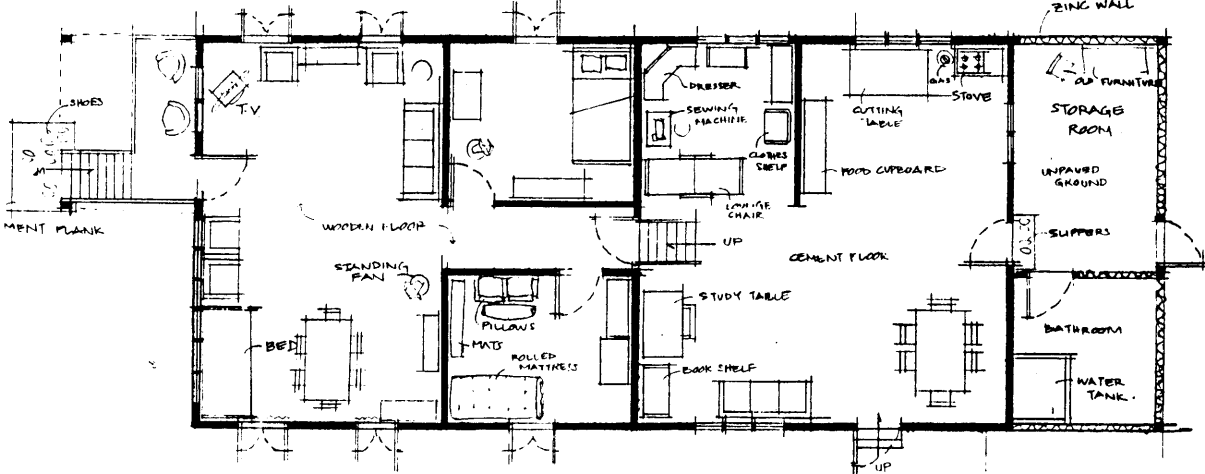 ZINC WALL
SHOES
T.V
DRESSER
SEWING
MACHINE
CLOTHES
SHELF
LOUNGE
CHAIR
GAS
STOVE
CUTTING
TABLE
FOOD CUPBOARD
OLD FURNITURE
STORAGE
ROOM
UNPAVED
GROUND
SLIPPERS
MENT PLANK
WOODEN FLOOR
UP
CEMENT FLOOR
STANDING
FAN
STUDY TABLE
BED
PILLOWS
MATS
ROLLED
MATTRESS
BOOK SHELF
BATHROOM
WATER
TANK.
UP